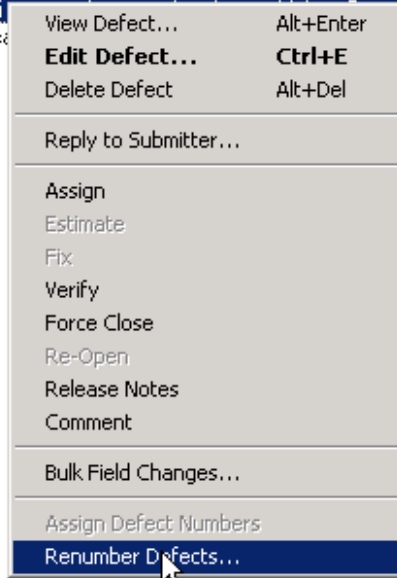 View Defect... Alt+Enter
Edit Defect... Ctrl+E
Delete Defect Alt+Del
Reply to Submitter...
Assign
Estimate
Fix
Verify
Force Close
Re-Open
Release Notes
Comment
Bulk Field Changes...
Assign Defect Numbers
Renumber Defects...